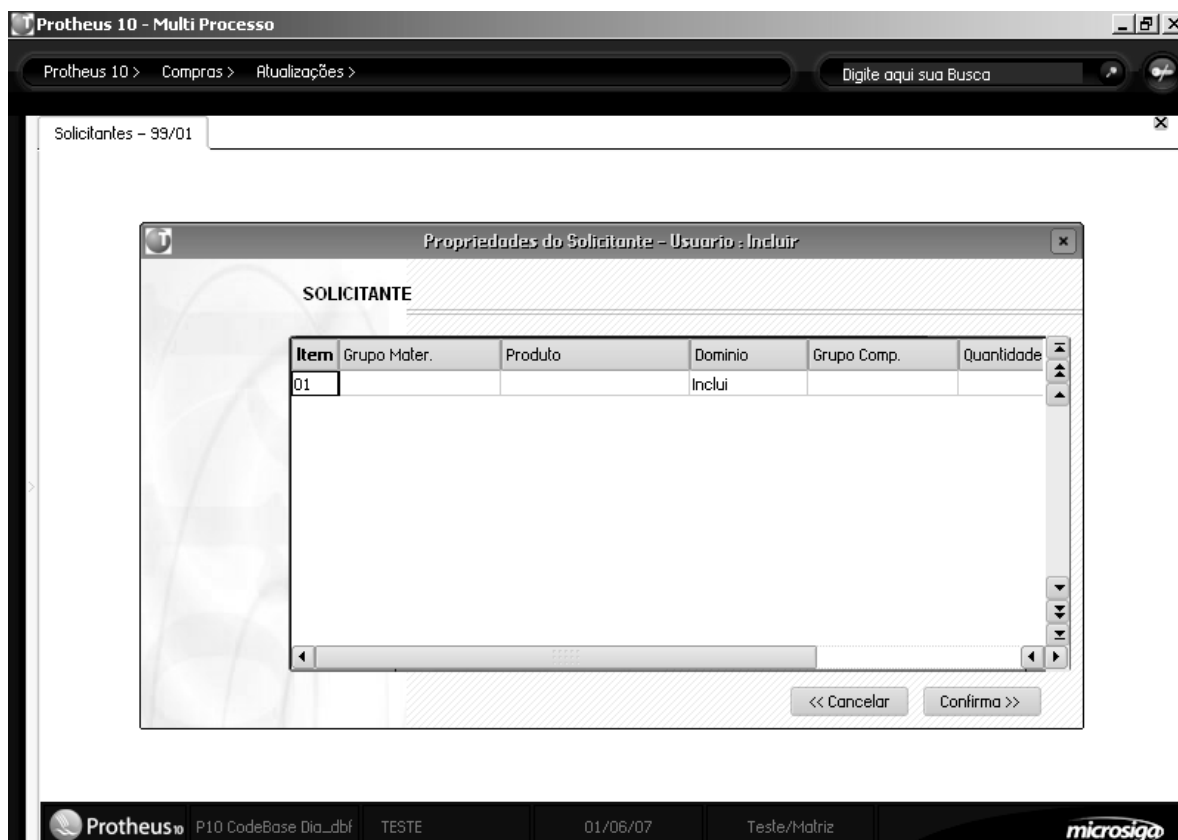 Protheus 10 - Multi Processo
Protheus 10 > Compras > Atualizações >
Digite aqui sua Busca
Solicitantes – 99/01
Propriedades do Solicitante – Usuario : Incluir
SOLICITANTE
Item Grupo Mater. Produto Dominio Grupo Comp. Quantidade
01 Inclui
<< Cancelar Confirma >>
Protheus 10 P10 CodeBase Dia_dbf TESTE 01/06/07 Teste/Matriz microsiga